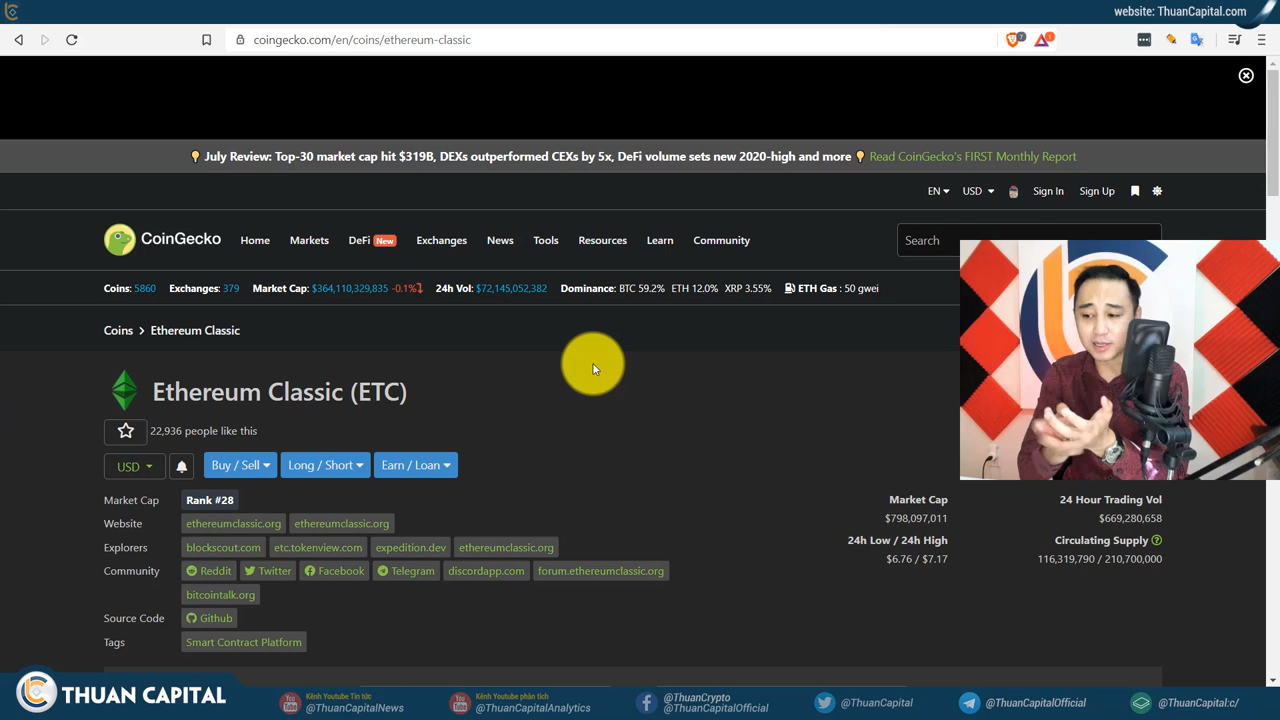 website: ThuanCapital.com
coingecko.com/en/coins/ethereum-classic
July Review: Top-30 market cap hit $319B, DEXs outperformed CEXs by 5x, DeFi volume sets new 2020-high and more Read CoinGecko's FIRST Monthly Report
EN USD Sign In Sign Up
CoinGecko Home Markets DeFi New Exchanges News Tools Resources Learn Community Search
Coins: 5860 Exchanges: 379 Market Cap: $364,110,329,835 -0.1% 24h Vol: $72,145,052,382 Dominance: BTC 59.2% ETH 12.0% XRP 3.55% ETH Gas : 50 gwei
Coins > Ethereum Classic
Ethereum Classic (ETC)
22,936 people like this
USD Buy / Sell Long / Short Earn / Loan
Market Cap Rank #28 Market Cap 24 Hour Trading Vol
$798,097,011 $669,280,658
Website ethereumclassic.org ethereumclassic.org
24h Low / 24h High Circulating Supply
Explorers blockscout.com etc.tokenview.com expedition.dev ethereumclassic.org
$6.76 / $7.17 116,319,790 / 210,700,000
Community Reddit Twitter Facebook Telegram discordapp.com forum.ethereumclassic.org
bitcointalk.org
Source Code Github
Tags Smart Contract Platform
THUAN CAPITAL
Kênh Youtube Tin tức:
@ThuanCapitalNews
Kênh Youtube phân tích
@ThuanCapitalAnalytics
@ThuanCrypto
@ThuanCapitalOfficial
@ThuanCapital
@ThuanCapitalOfficial
@ThuanCapital:c/